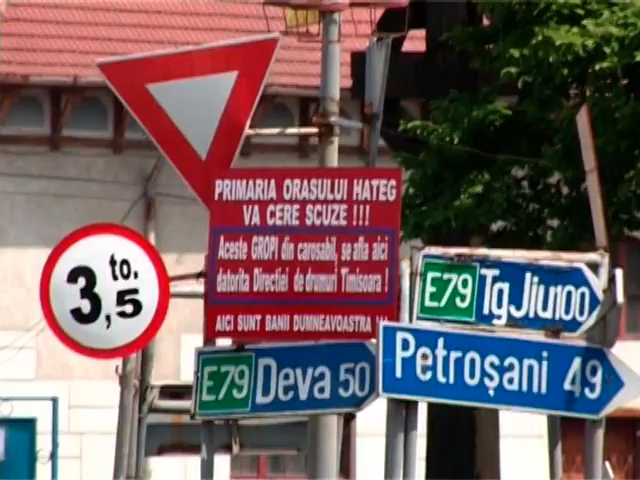 PRIMARIA ORASULUI HATEG
VA CERE SCUZE !!!
Aceste GROPI din carosabil, se afla aici
datorita Directiei de drumuri Timisoara !
AICI SUNT BANII DUMNEAVOASTRA !!!
3,5 to.
E79 Tg Jiu 100
E79 Deva 50
Petroșani 49